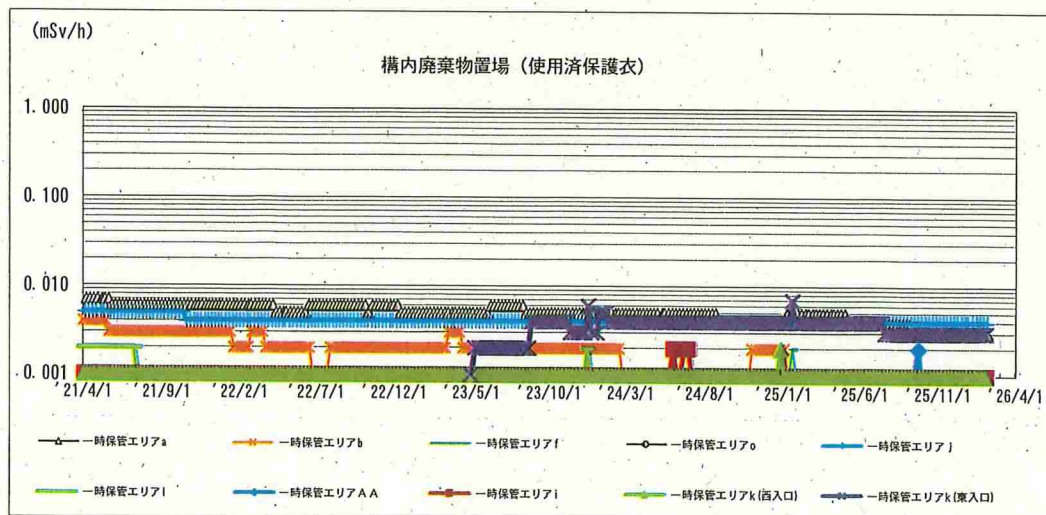 (mSv/h)
構内廃棄物置場（使用済保護衣）
1.000
0.100
0.010
0.001
'21/4/1 '21/9/1 '22/2/1 '22/7/1 '22/12/1 '23/5/1 '23/10/1 '24/3/1 '24/8/1 '25/1/1 '25/6/1 '25/11/1 '26/4/1
一時保管エリアa 一時保管エリアb 一時保管エリアf 一時保管エリアo 一時保管エリアj
一時保管エリアl 一時保管エリアAA 一時保管エリアi 一時保管エリアk(西入口) 一時保管エリアk(東入口)